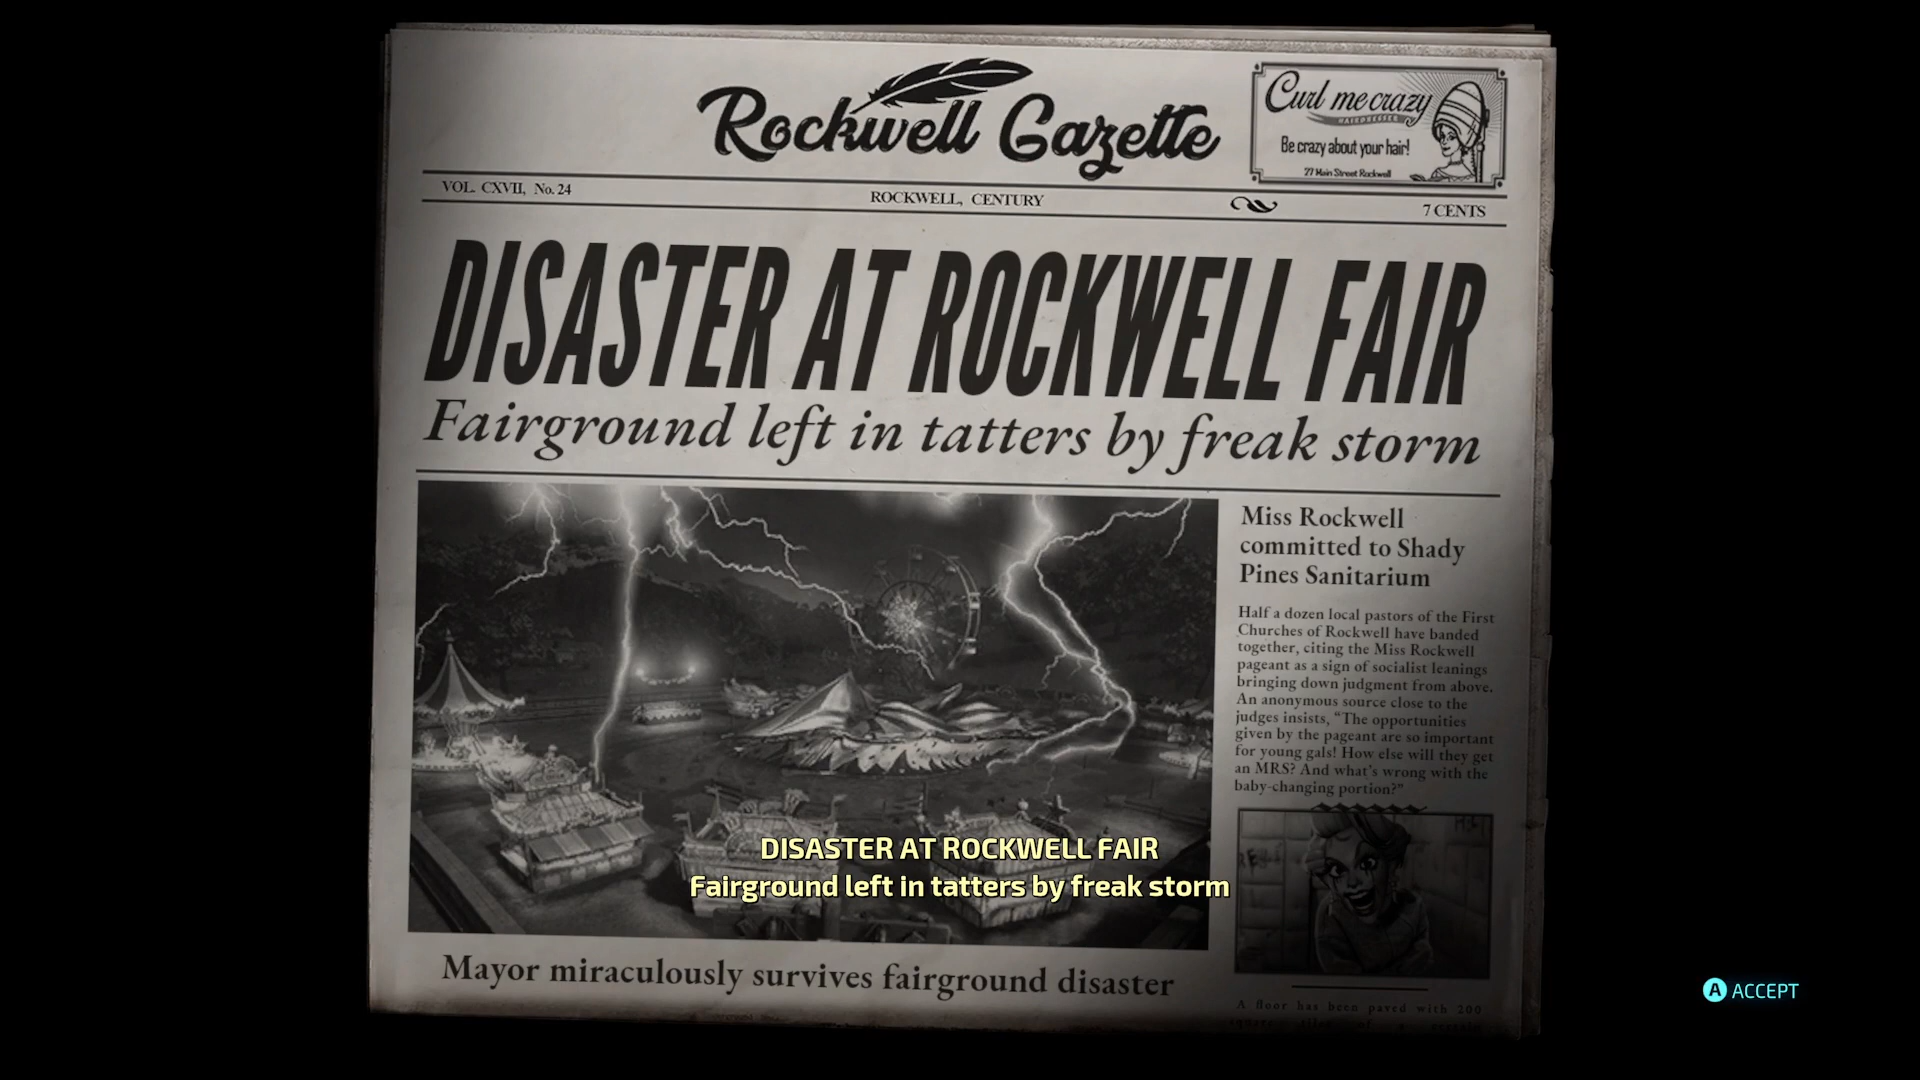 Rockwell Gazette
Curl me crazy
HAIRDRESSER
Be crazy about your hair!
27 Main Street Rockwell
VOL. CXVII, No. 24
ROCKWELL, CENTURY
7 CENTS
DISASTER AT ROCKWELL FAIR
Fairground left in tatters by freak storm
Miss Rockwell
committed to Shady
Pines Sanitarium
Half a dozen local pastors of the First
Churches of Rockwell have banded
together, citing the Miss Rockwell
pageant as a sign of socialist leanings
bringing down judgment from above.
An anonymous source close to the
judges insists, “The opportunities
given by the pageant are so important
for young gals! How else will they get
an MRS? And what’s wrong with the
baby-changing portion?”
DISASTER AT ROCKWELL FAIR
Fairground left in tatters by freak storm
Mayor miraculously survives fairground disaster
A floor has been paved with 200
square
A ACCEPT